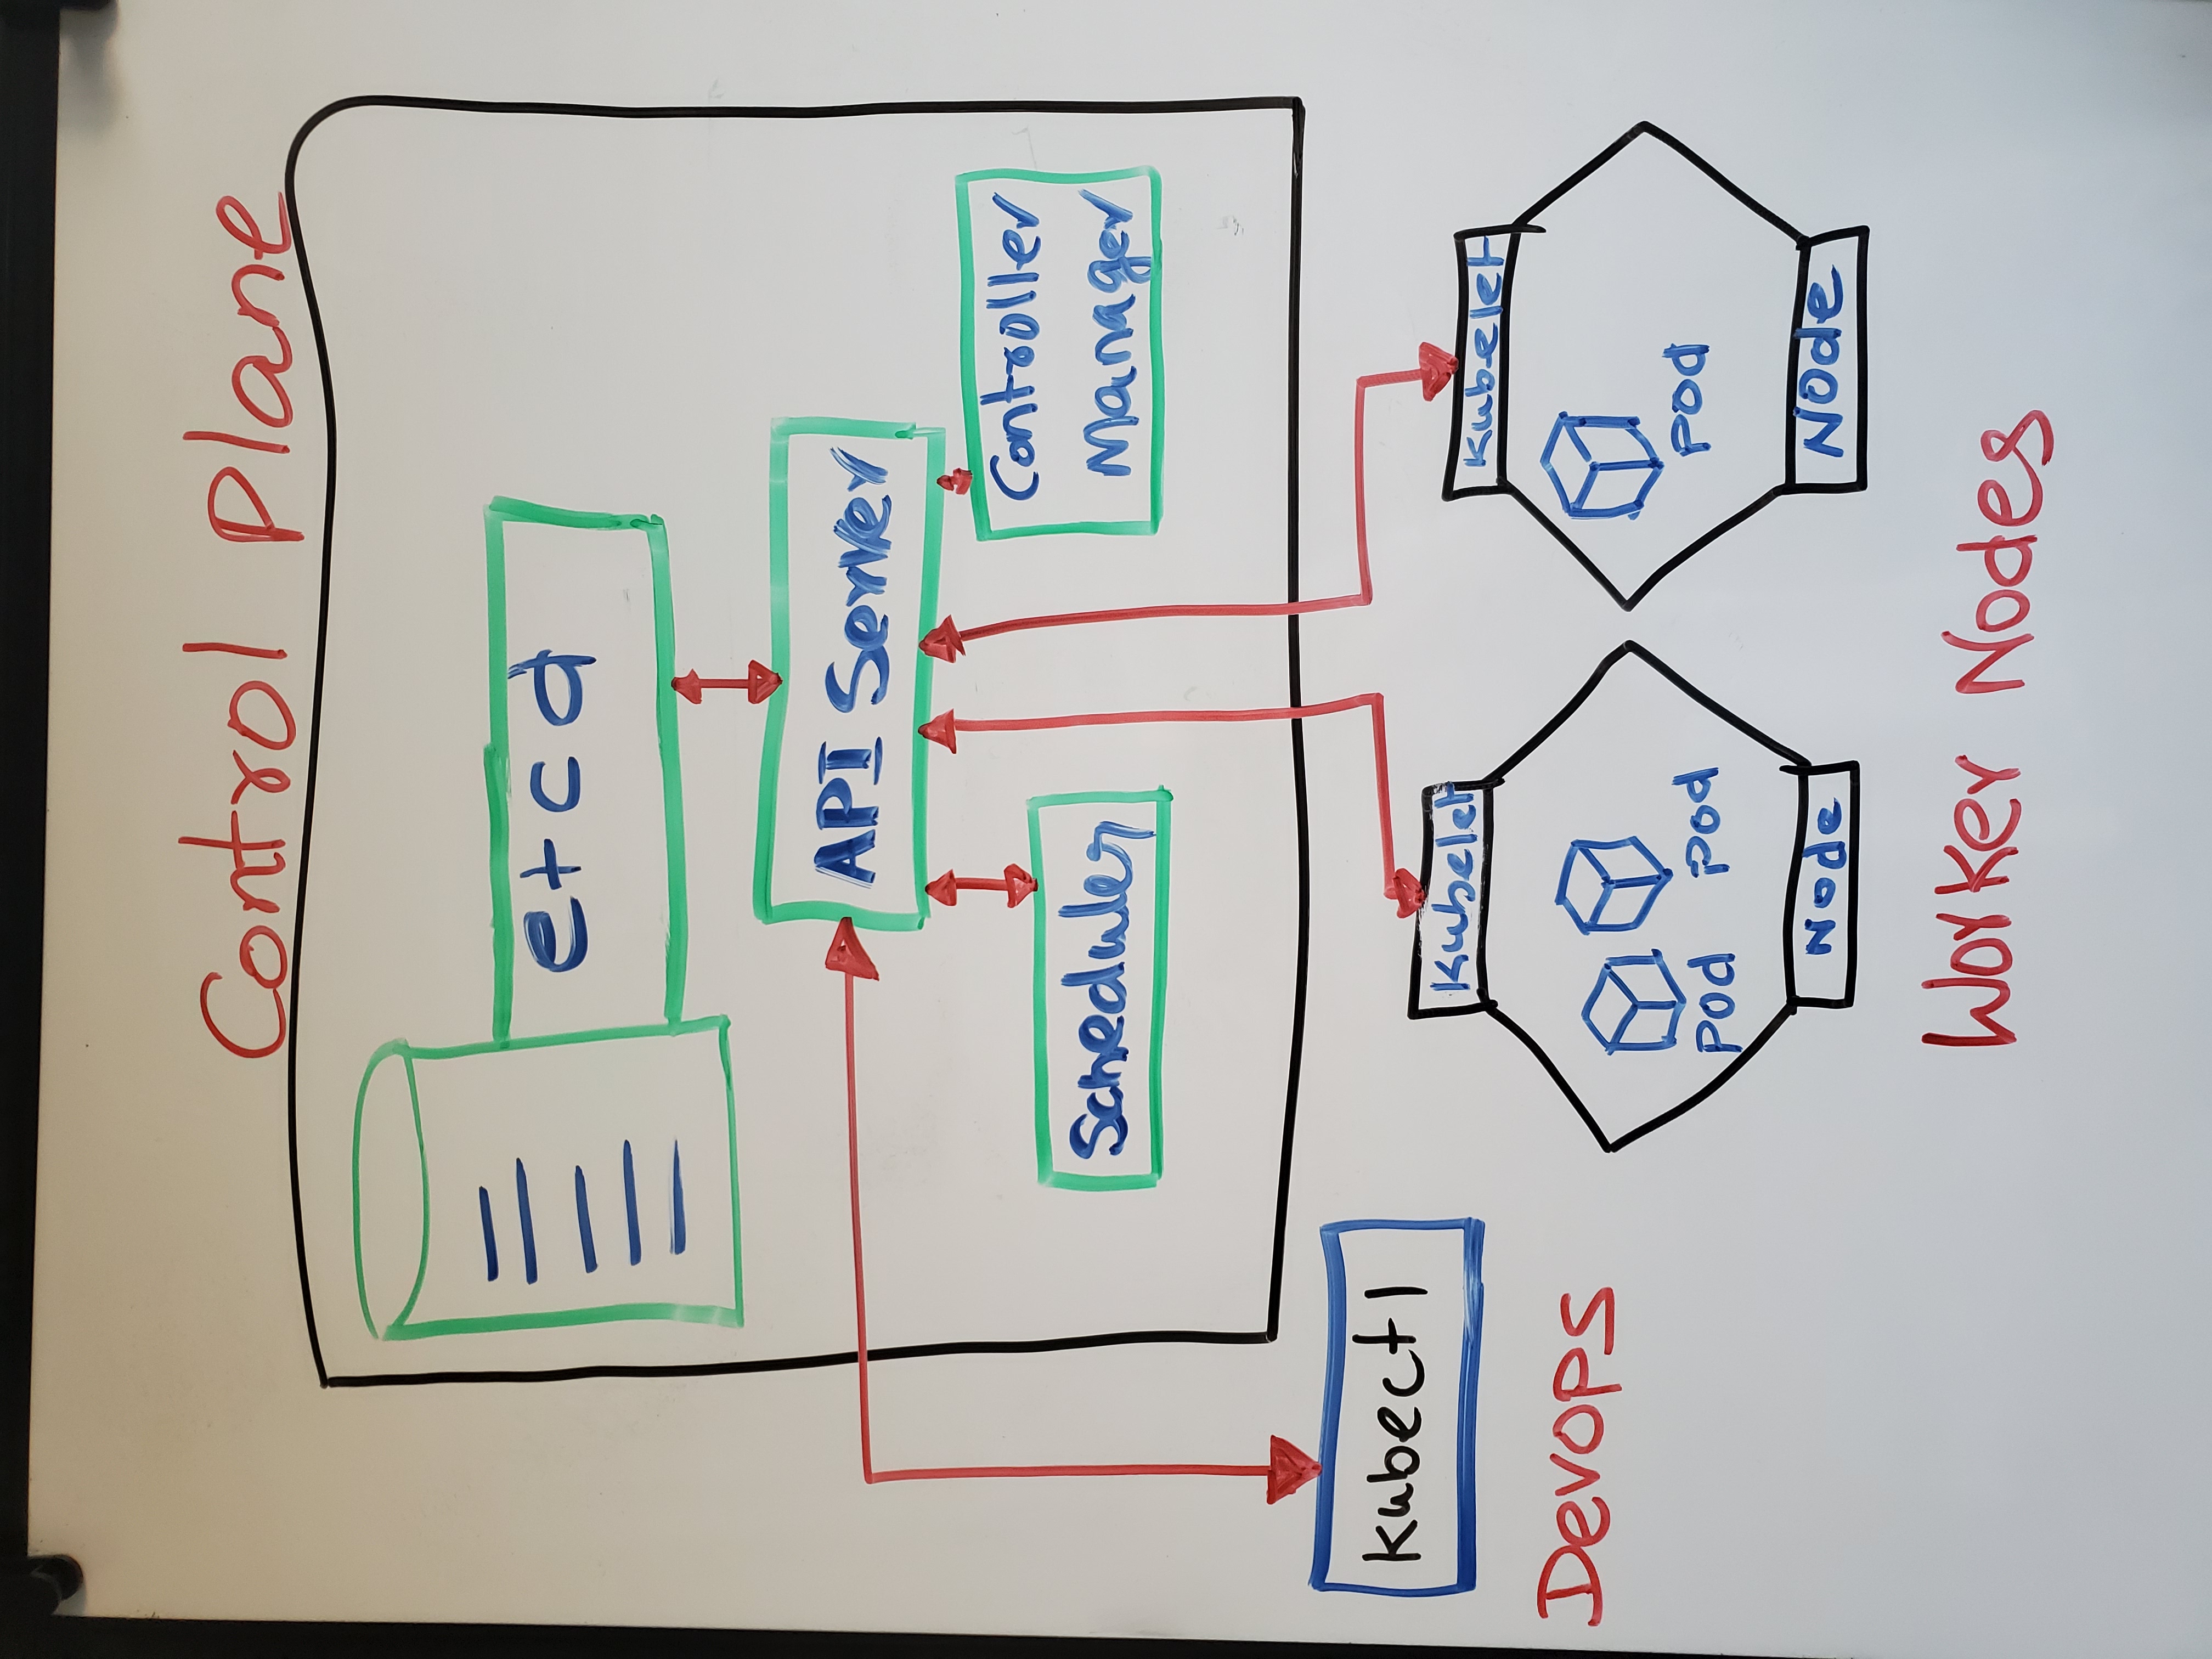 Control Plane
etcd
API Server
Scheduler
Controller
Manager
Kubectl
Devops
Kubelet
Pod Pod
Node
Kubelet
Pod
Node
Worker Nodes